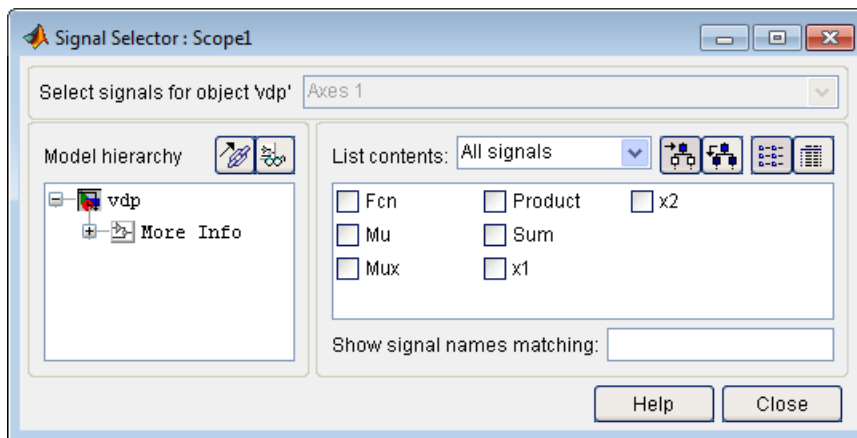 Signal Selector : Scope1
Select signals for object 'vdp' Axes 1
Model hierarchy
vdp
More Info
List contents: All signals
Fcn Product x2
Mu Sum
Mux x1
Show signal names matching:
Help Close